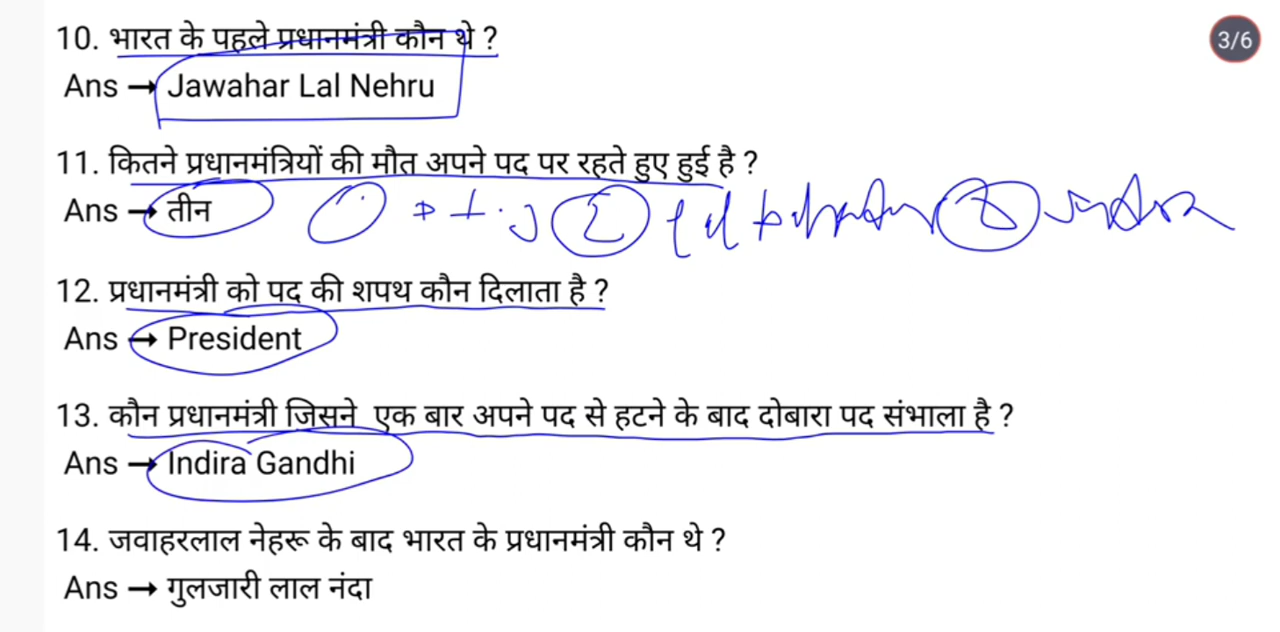 10. भारत के पहले प्रधानमंत्री कौन थे ?
3/6
Ans → Jawahar Lal Nehru
11. कितने प्रधानमंत्रियों की मौत अपने पद पर रहते हुए हुई है ?
Ans → तीन
12. प्रधानमंत्री को पद की शपथ कौन दिलाता है ?
Ans → President
13. कौन प्रधानमंत्री जिसने एक बार अपने पद से हटने के बाद दोबारा पद संभाला है ?
Ans → Indira Gandhi
14. जवाहरलाल नेहरू के बाद भारत के प्रधानमंत्री कौन थे ?
Ans → गुलजारी लाल नंदा